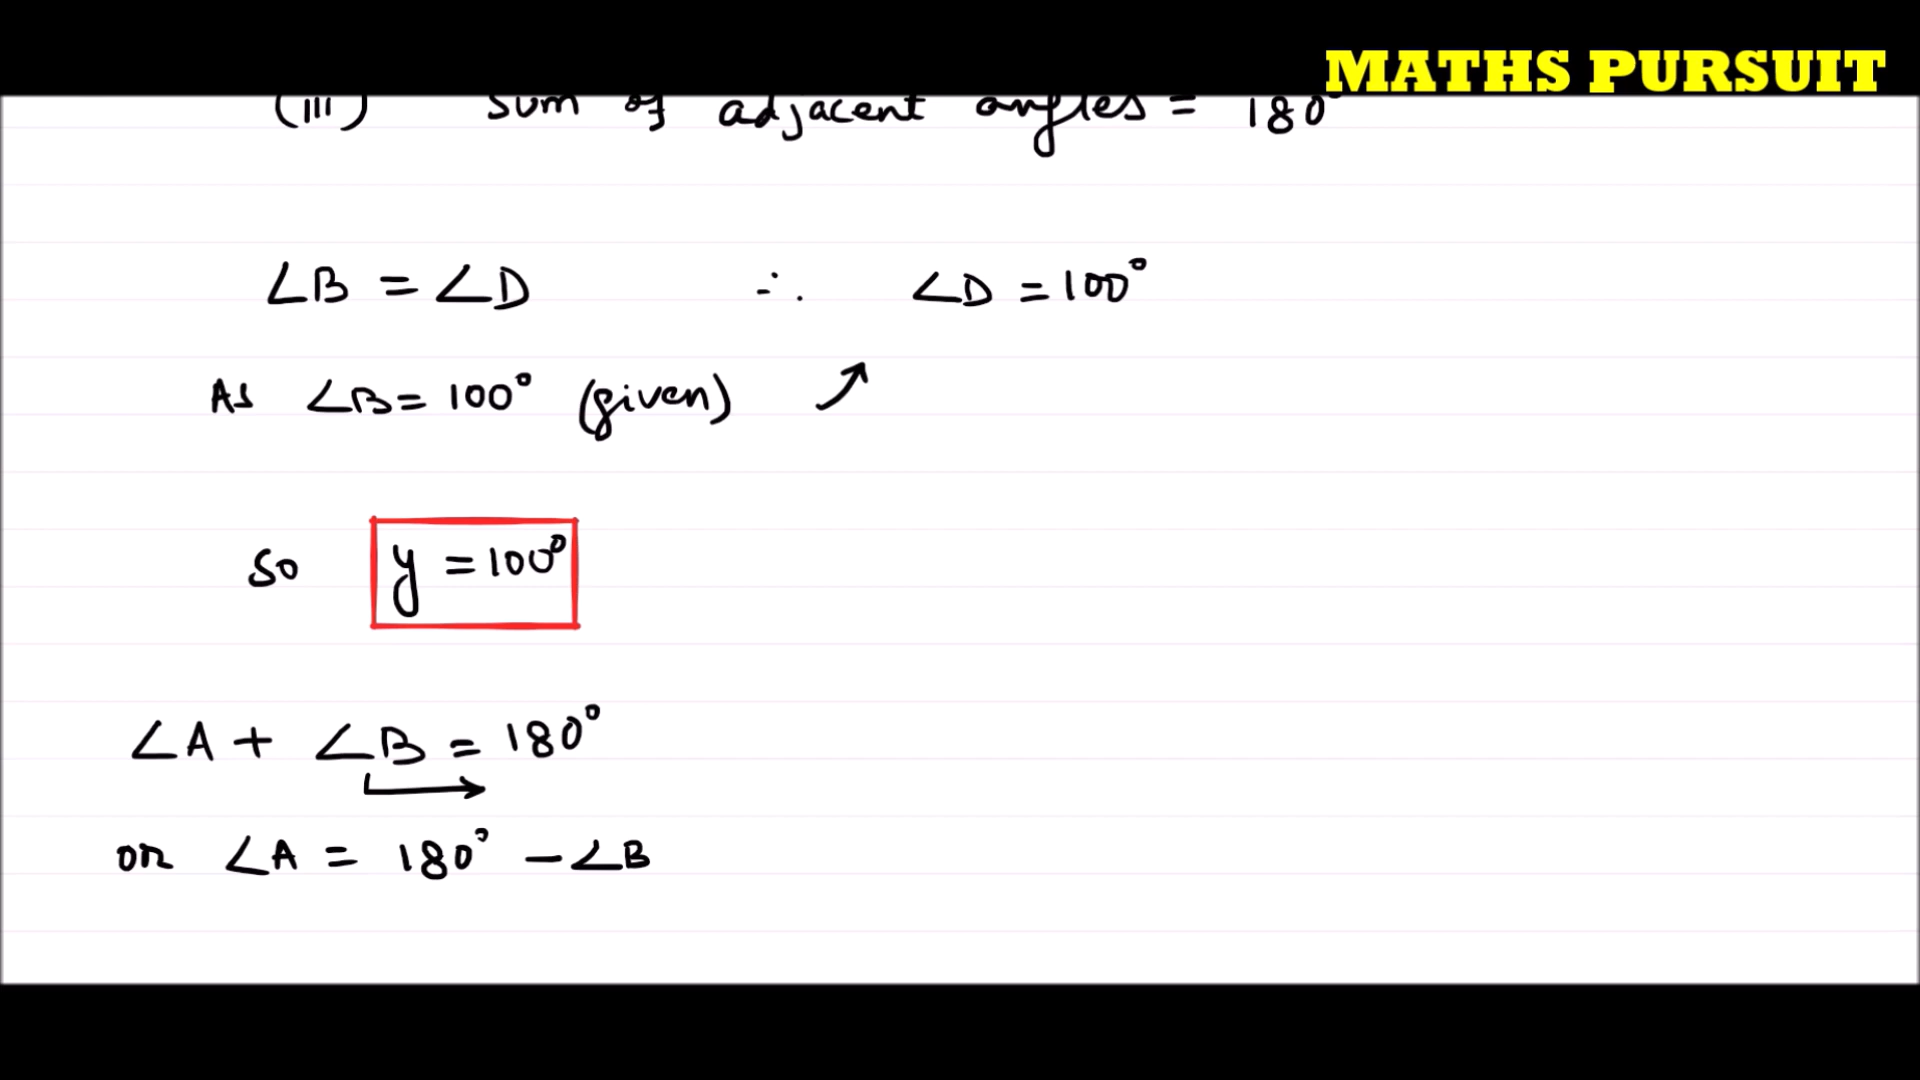 MATHS PURSUIT
(iii) sum of adjacent angles = 180°
∠B = ∠D ∴ ∠D = 100°
As ∠B = 100° (given) ↗
So y = 100°
∠A + ∠B = 180°
or ∠A = 180° - ∠B